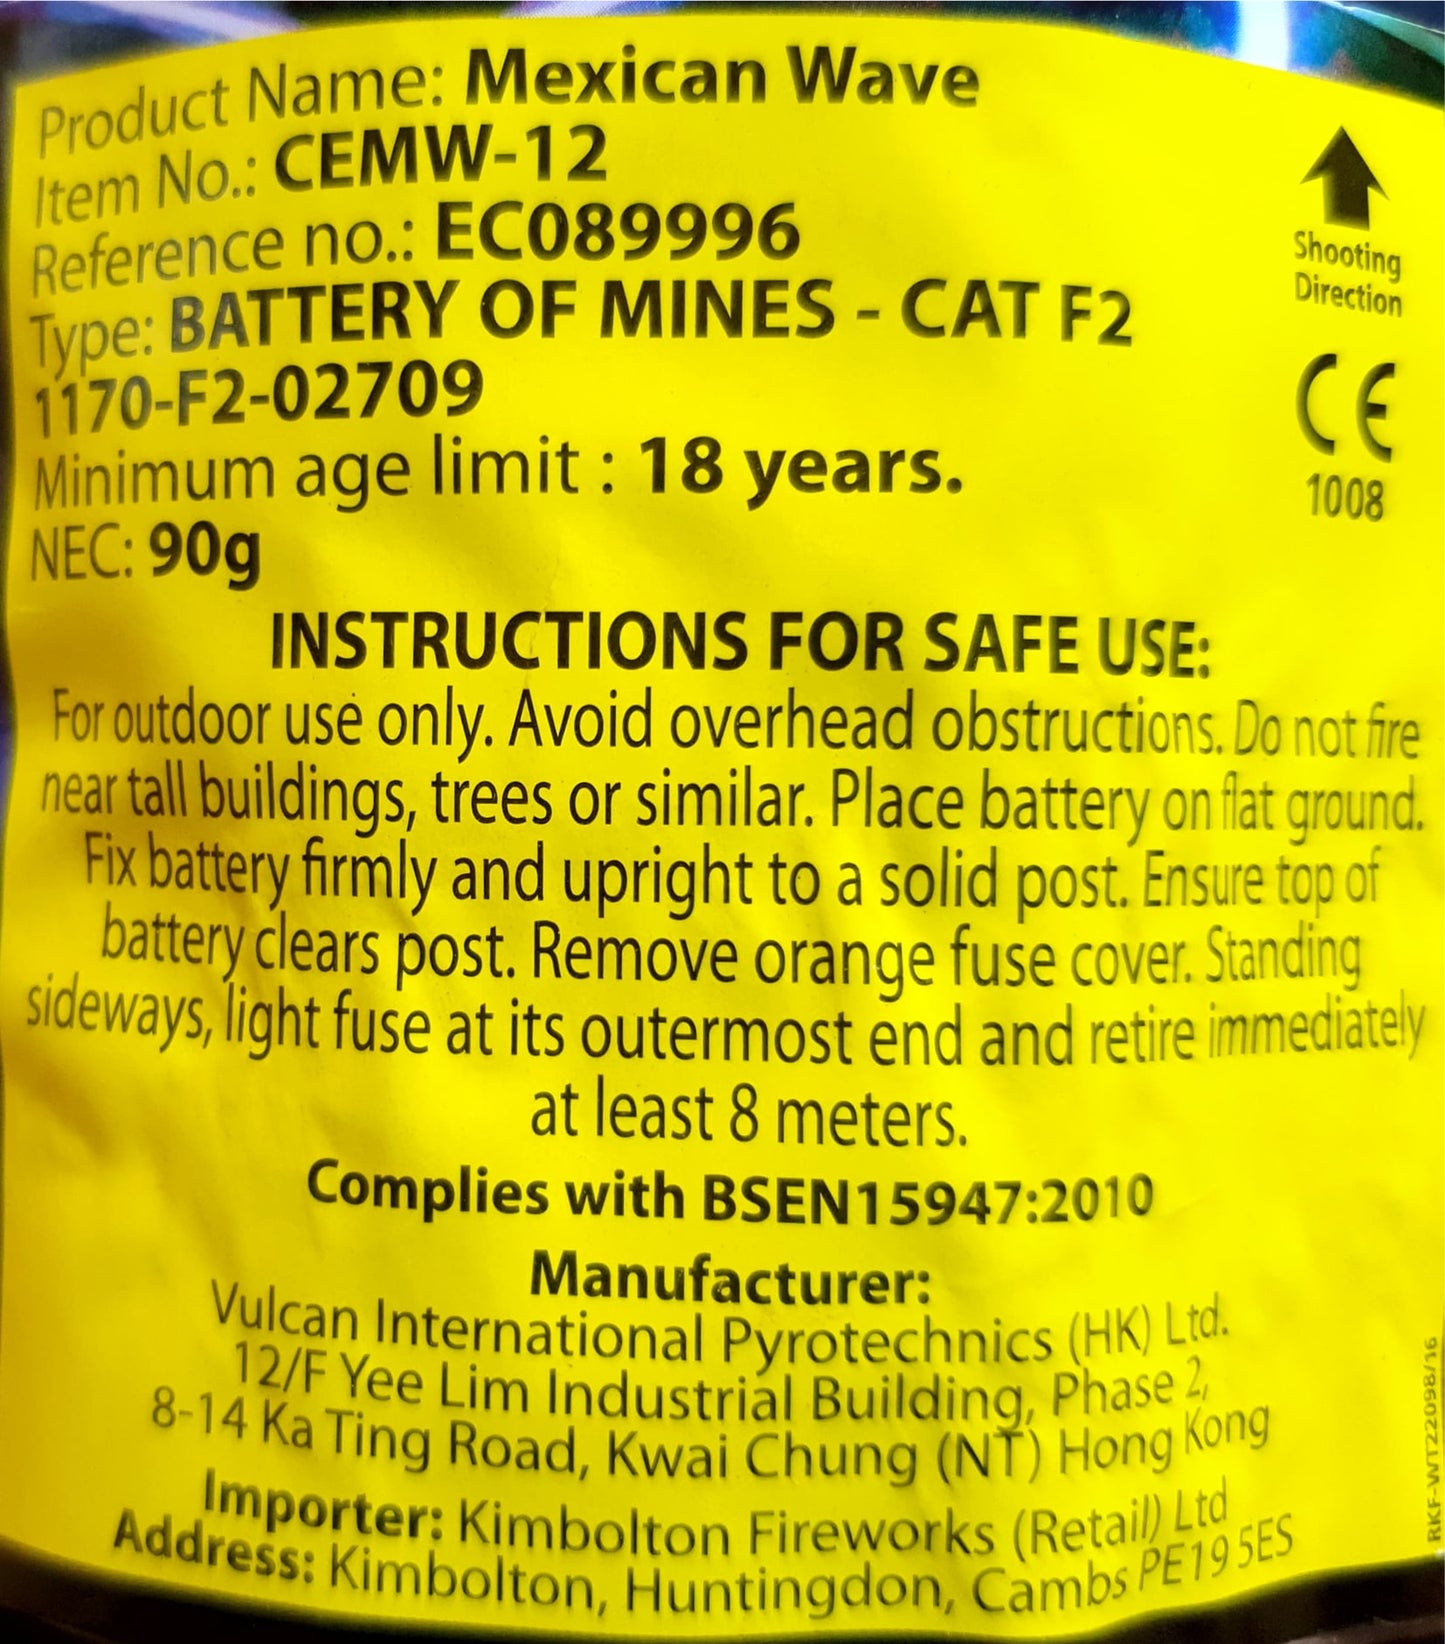 Product Name: Mexican Wave
Item No.: CEMW-12
Reference no.: EC089996
Type: BATTERY OF MINES - CAT F2
1170-F2-02709
Minimum age limit : 18 years.
NEC: 90g
Shooting
Direction
CE
1008
INSTRUCTIONS FOR SAFE USE:
For outdoor use only. Avoid overhead obstructions. Do not fire
near tall buildings, trees or similar. Place battery on flat ground.
Fix battery firmly and upright to a solid post. Ensure top of
battery clears post. Remove orange fuse cover. Standing
sideways, light fuse at its outermost end and retire immediately
at least 8 meters.
Complies with BSEN15947:2010
Manufacturer:
Vulcan International Pyrotechnics (HK) Ltd.
12/F Yee Lim Industrial Building, Phase 2,
8-14 Ka Ting Road, Kwai Chung (NT) Hong Kong
Importer: Kimbolton Fireworks (Retail) Ltd
Address: Kimbolton, Huntingdon, Cambs PE19 5ES
RKF-WT22098/16